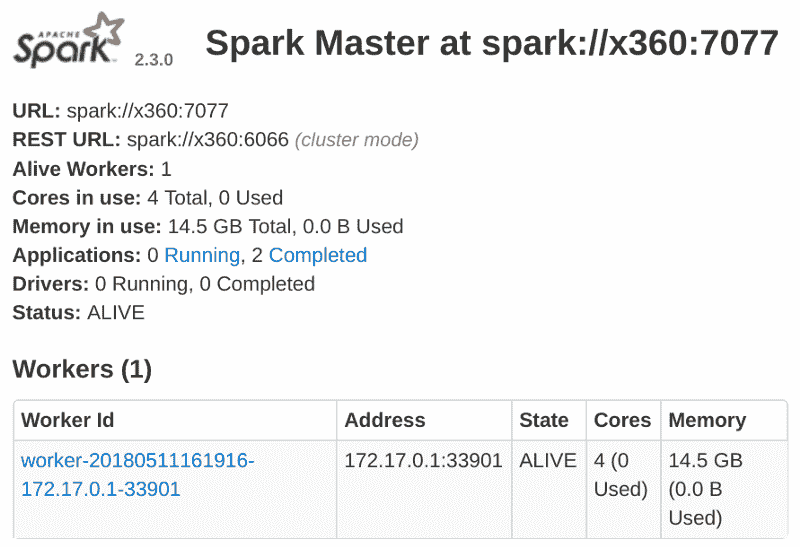 APACHE
Spark 2.3.0
Spark Master at spark://x360:7077
URL: spark://x360:7077
REST URL: spark://x360:6066 (cluster mode)
Alive Workers: 1
Cores in use: 4 Total, 0 Used
Memory in use: 14.5 GB Total, 0.0 B Used
Applications: 0 Running, 2 Completed
Drivers: 0 Running, 0 Completed
Status: ALIVE
Workers (1)
Worker Id Address State Cores Memory
worker-20180511161916- 172.17.0.1:33901 ALIVE 4 (0 14.5 GB
172.17.0.1-33901 Used) (0.0 B
Used)